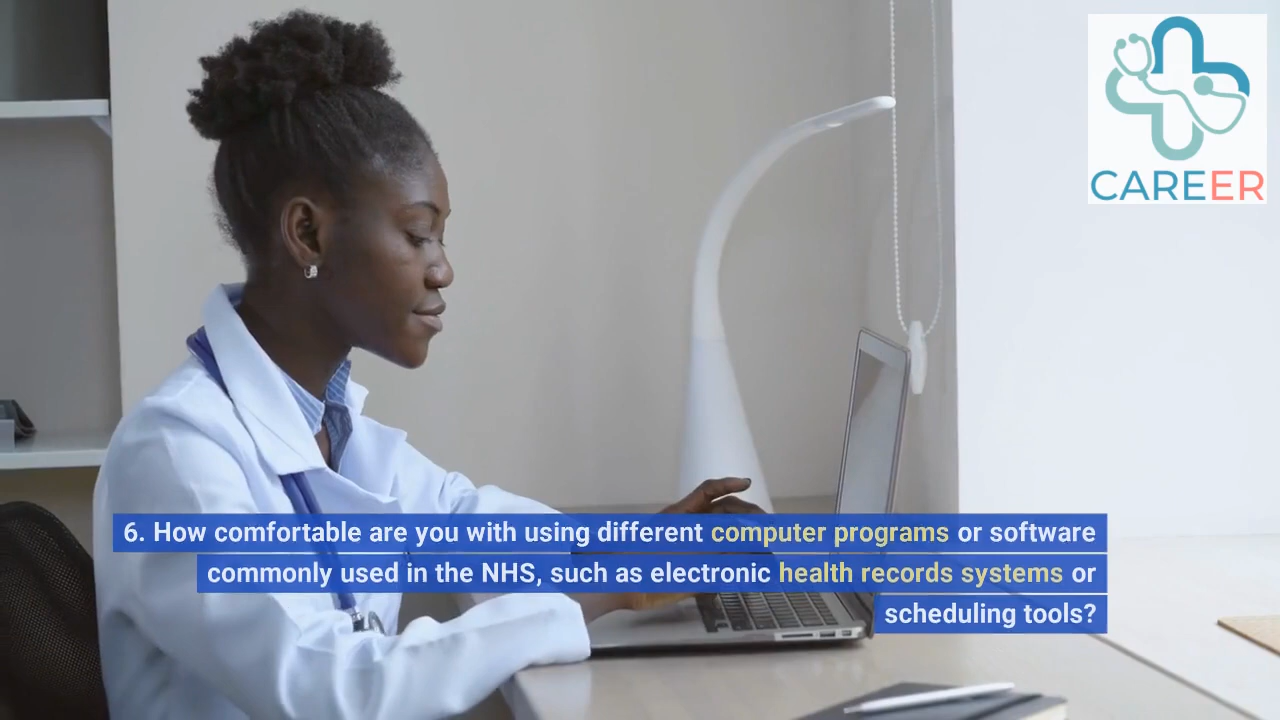 CAREER
6. How comfortable are you with using different computer programs or software
commonly used in the NHS, such as electronic health records systems or
scheduling tools?